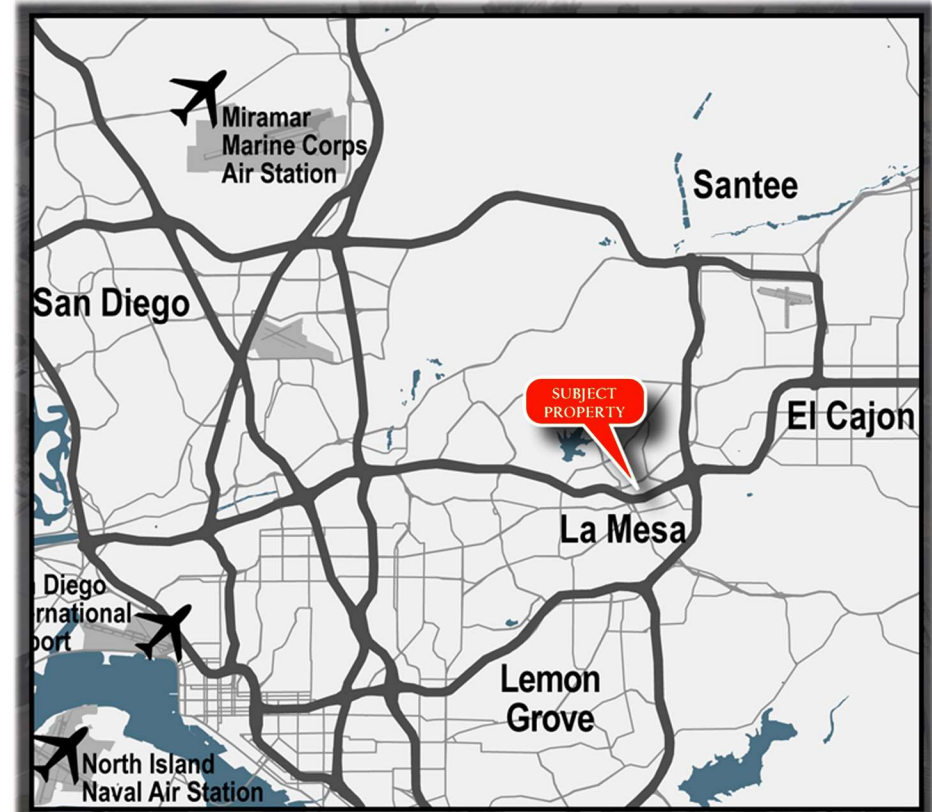 Miramar
Marine Corps
Air Station
Santee
San Diego
SUBJECT
PROPERTY
El Cajon
La Mesa
Diego
rnational
port
Lemon
Grove
North Island
Naval Air Station